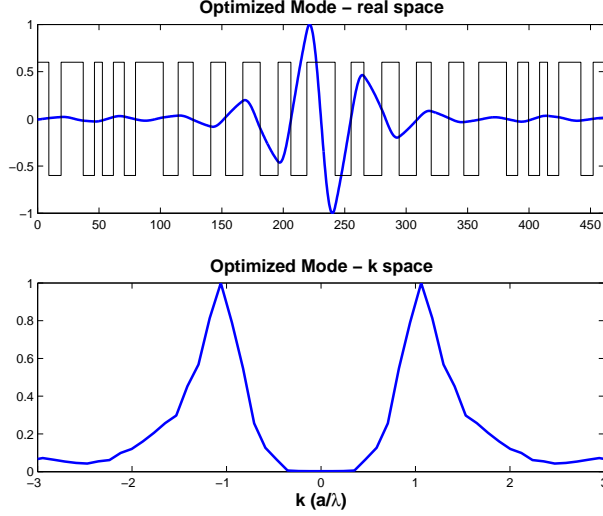 Optimized Mode – real space
1
0.5
0
−0.5
−1
0 50 100 150 200 250 300 350 400 450
Optimized Mode – k space
1
0.8
0.6
0.4
0.2
0
−3 −2 −1 0 1 2 3
k (a/λ)